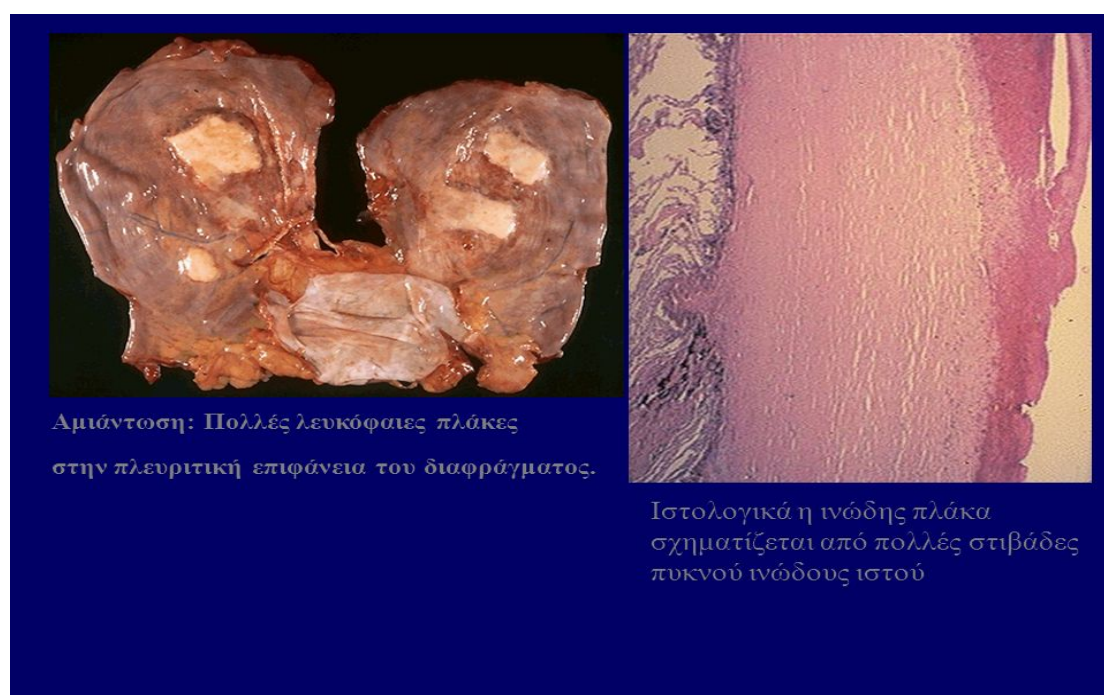 Αμιάντωση: Πολλές λευκόφαιες πλάκες
στην πλευριτική επιφάνεια του διαφράγματος.
Ιστολογικά η ινώδης πλάκα
σχηματίζεται από πολλές στιβάδες
πυκνού ινώδους ιστού